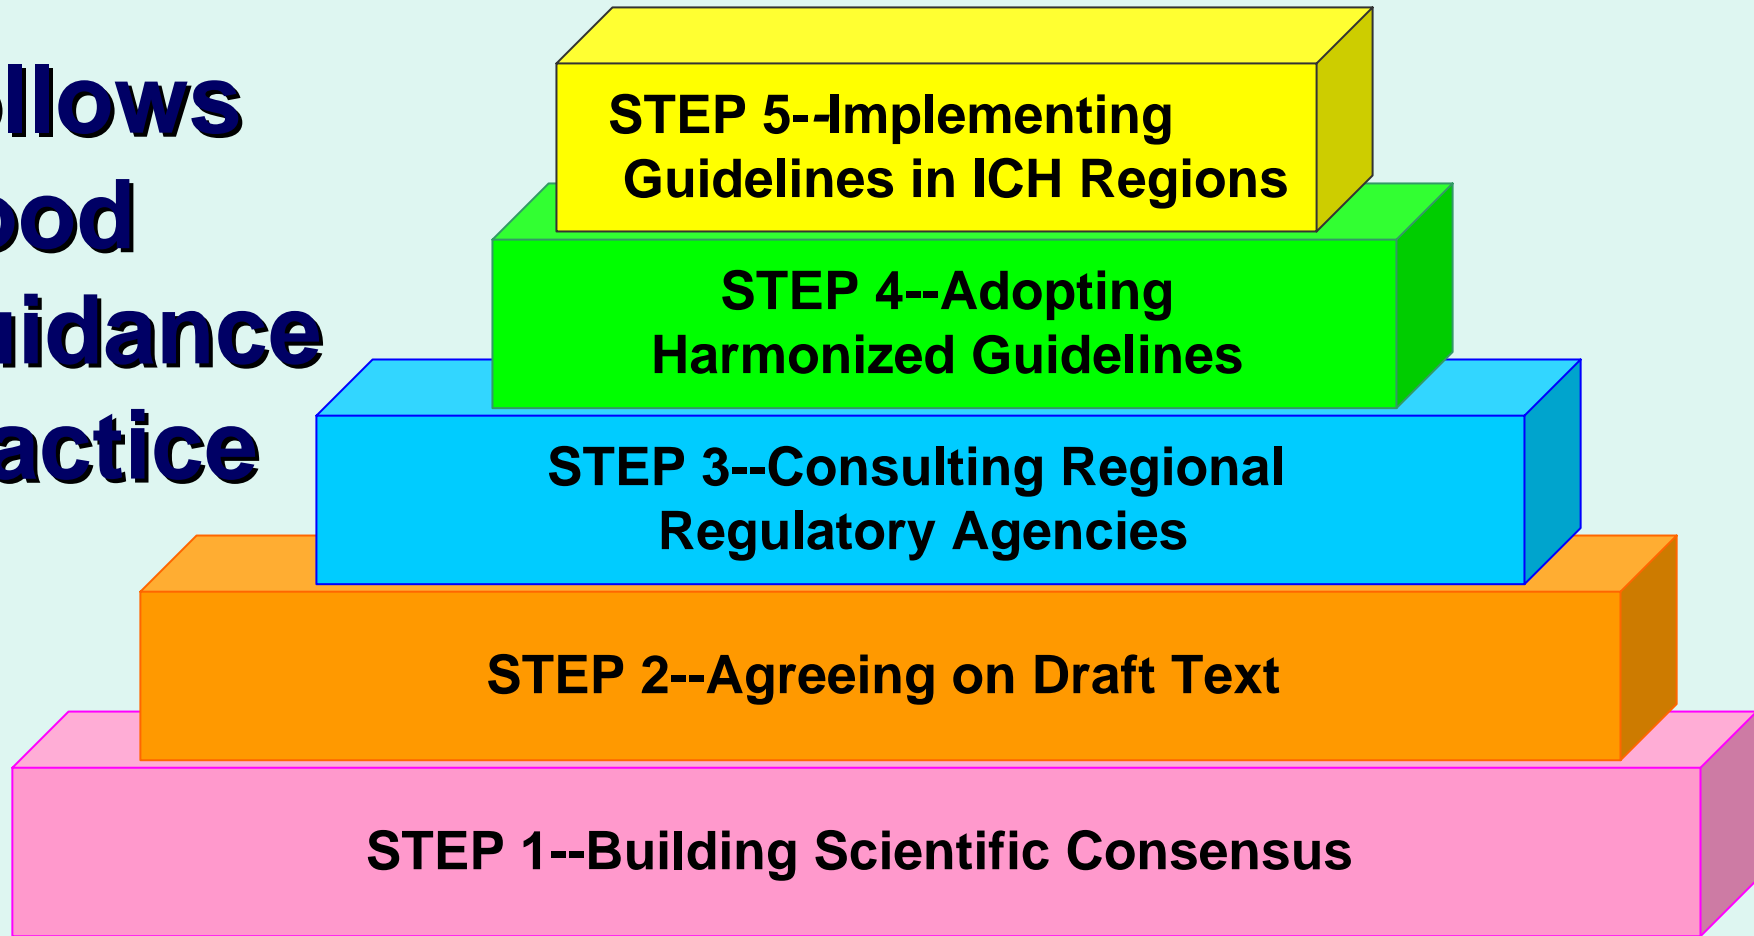 ollows
ood
uidance
actice
STEP 5--Implementing
Guidelines in ICH Regions
STEP 4--Adopting
Harmonized Guidelines
STEP 3--Consulting Regional
Regulatory Agencies
STEP 2--Agreeing on Draft Text
STEP 1--Building Scientific Consensus